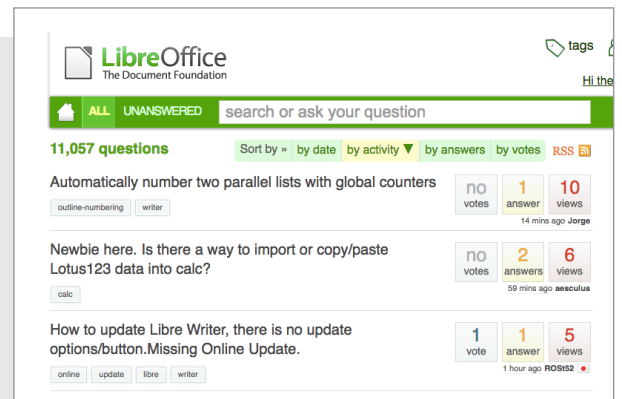 LibreOffice
The Document Foundation
tags
Hi the
ALL UNANSWERED search or ask your question
11,057 questions Sort by » by date by activity ▼ by answers by votes RSS
Automatically number two parallel lists with global counters
no 1 10
votes answer views
outline-numbering writer
14 mins ago Jorge
Newbie here. Is there a way to import or copy/paste
Lotus123 data into calc?
no 2 6
votes answers views
calc
59 mins ago aesculus
How to update Libre Writer, there is no update
options/button.Missing Online Update.
1 1 5
vote answer views
online update libre writer
1 hour ago ROSt52